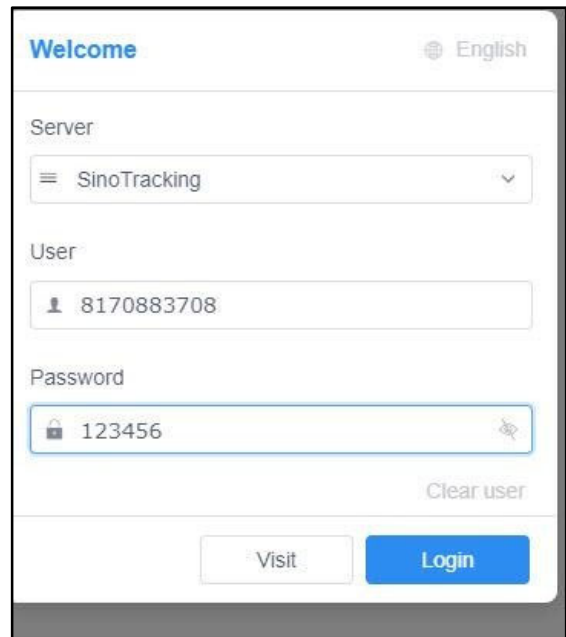 Welcome English
Server
SinoTracking
User
8170883708
Password
123456
Clear user
Visit Login